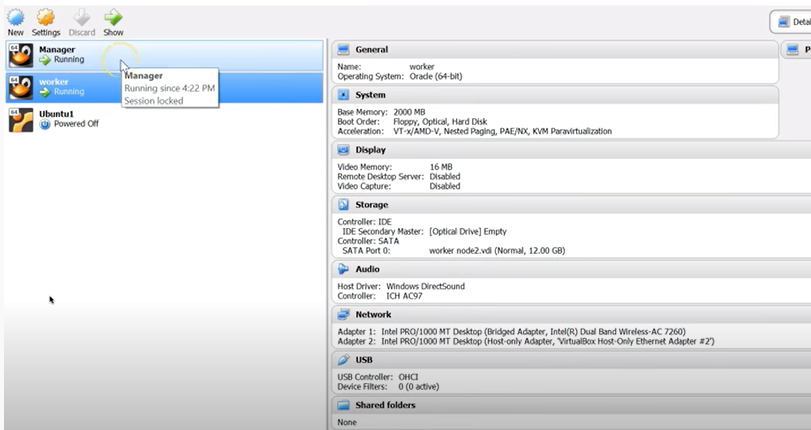 New Settings Discard Show
Detai
64
Manager
Running
Manager
Running since 4:22 PM
Session locked
64
worker
Running
64
Ubuntu1
Powered Off
General
P
Name: worker
Operating System: Oracle (64-bit)
System
Base Memory: 2000 MB
Boot Order: Floppy, Optical, Hard Disk
Acceleration: VT-x/AMD-V, Nested Paging, PAE/NX, KVM Paravirtualization
Display
Video Memory: 16 MB
Remote Desktop Server: Disabled
Video Capture: Disabled
Storage
Controller: IDE
IDE Secondary Master: [Optical Drive] Empty
Controller: SATA
SATA Port 0: worker node2.vdi (Normal, 12.00 GB)
Audio
Host Driver: Windows DirectSound
Controller: ICH AC97
Network
Adapter 1: Intel PRO/1000 MT Desktop (Bridged Adapter, Intel(R) Dual Band Wireless-AC 7260)
Adapter 2: Intel PRO/1000 MT Desktop (Host-only Adapter, 'VirtualBox Host-Only Ethernet Adapter #2')
USB
USB Controller: OHCI
Device Filters: 0 (0 active)
Shared folders
None